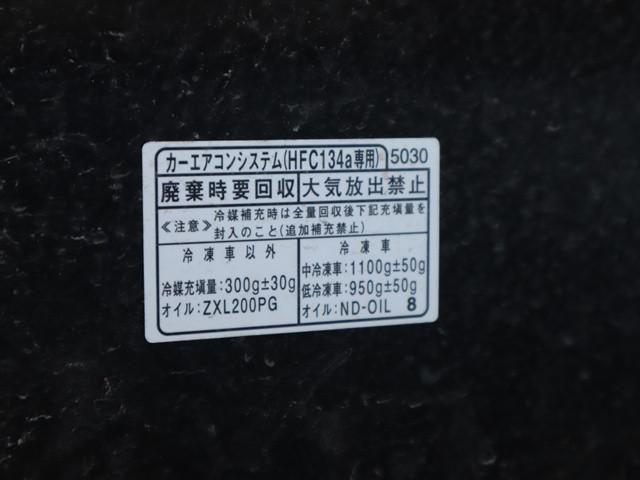 カーエアコンシステム(HFC134a専用) 5030
廃棄時要回収 大気放出禁止
≪注意≫ 冷媒補充時は全量回収後下記充塡量を
封入のこと(追加補充禁止)
冷凍車以外
冷媒充塡量:300g±30g
オイル:ZXL200PG
冷凍車
中冷凍車:1100g±50g
低冷凍車:950g±50g
オイル:ND-OIL 8